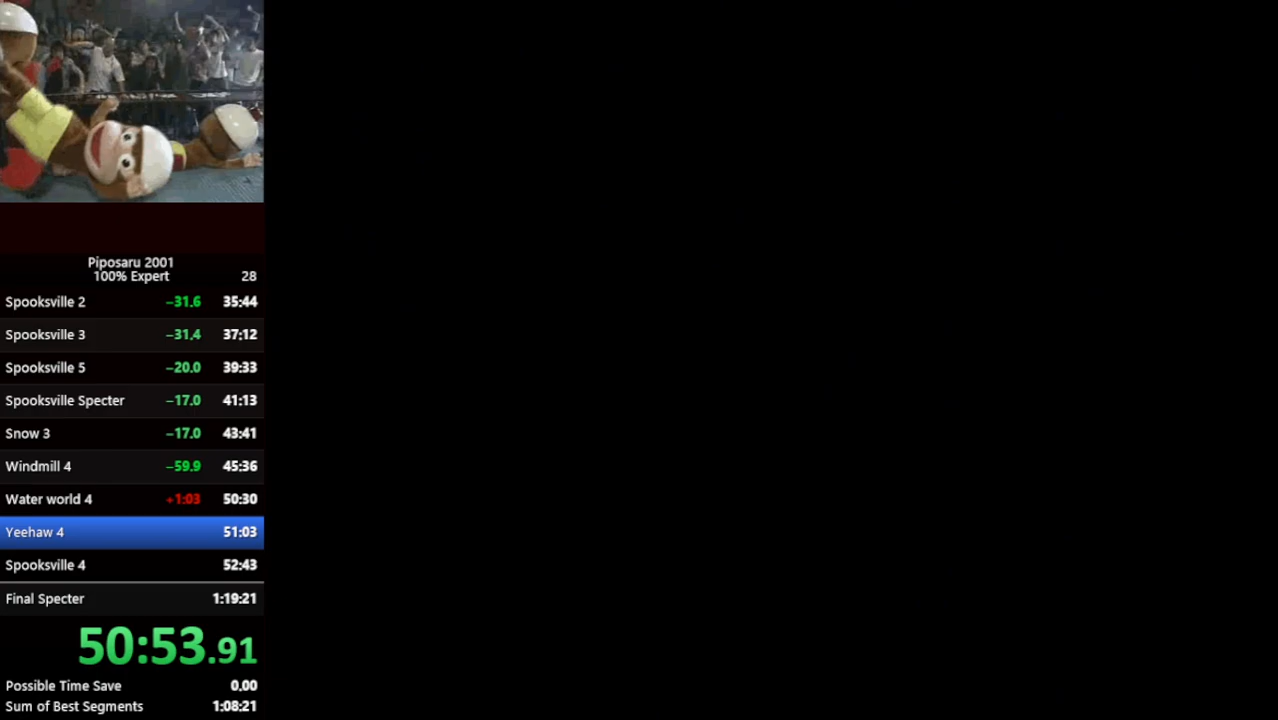 Piposaru 2001
100% Expert 28
Spooksville 2 −31.6 35:44
Spooksville 3 −31.4 37:12
Spooksville 5 −20.0 39:33
Spooksville Specter −17.0 41:13
Snow 3 −17.0 43:41
Windmill 4 −59.9 45:36
Water world 4 +1:03 50:30
Yeehaw 4 51:03
Spooksville 4 52:43
Final Specter 1:19:21
50:53.91
Possible Time Save 0.00
Sum of Best Segments 1:08:21